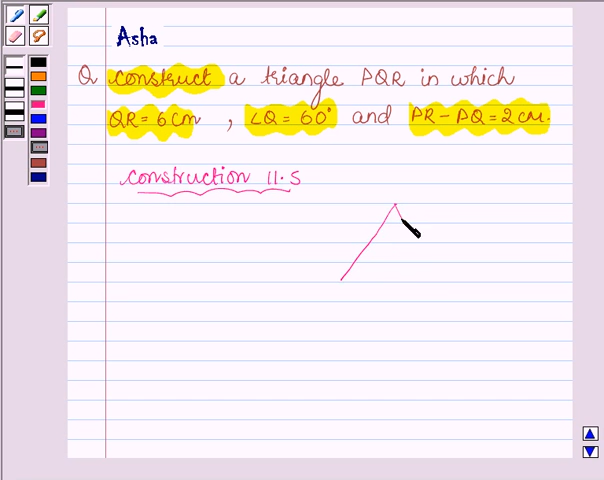 Asha
Q construct a triangle PQR in which
QR = 6cm , ∠Q = 60° and PR - PQ = 2cm.
Construction 11.5